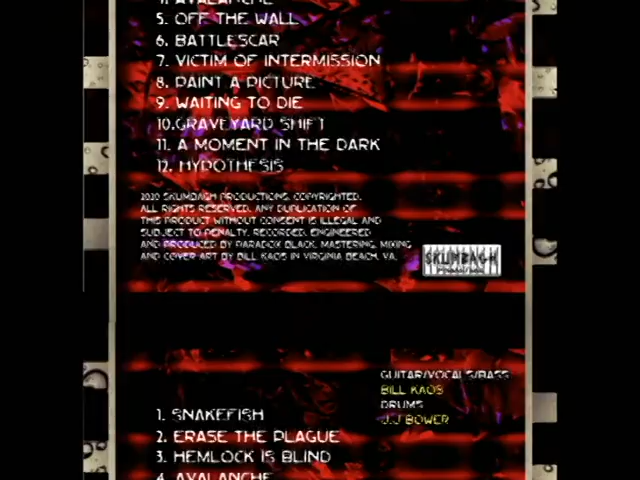 4. AVALANCHE
5. OFF THE WALL
6. BATTLESCAR
7. VICTIM OF INTERMISSION
8. PAINT A PICTURE
9. WAITING TO DIE
10.GRAVEYARD SHIFT
11. A MOMENT IN THE DARK
12. HYPOTHESIS
2020 SKUMBAGH PRODUCTIONS. COPYRIGHTED.
ALL RIGHTS RESERVED. ANY DUPLICATION OF
THIS PRODUCT WITHOUT CONSENT IS ILLEGAL AND
SUBJECT TO PENALTY. RECORDED, ENGINEERED
AND PRODUCED BY PARADOX BLACK. MASTERING, MIXING
AND COVER ART BY BILL KAOS IN VIRGINIA BEACH, VA.
SKUMBAGH
GUITAR/VOCALS/BASS
BILL KAOS
DRUMS
J.J BOWER
1. SNAKEFISH
2. ERASE THE PLAGUE
3. HEMLOCK IS BLIND
4. AVALANCHE